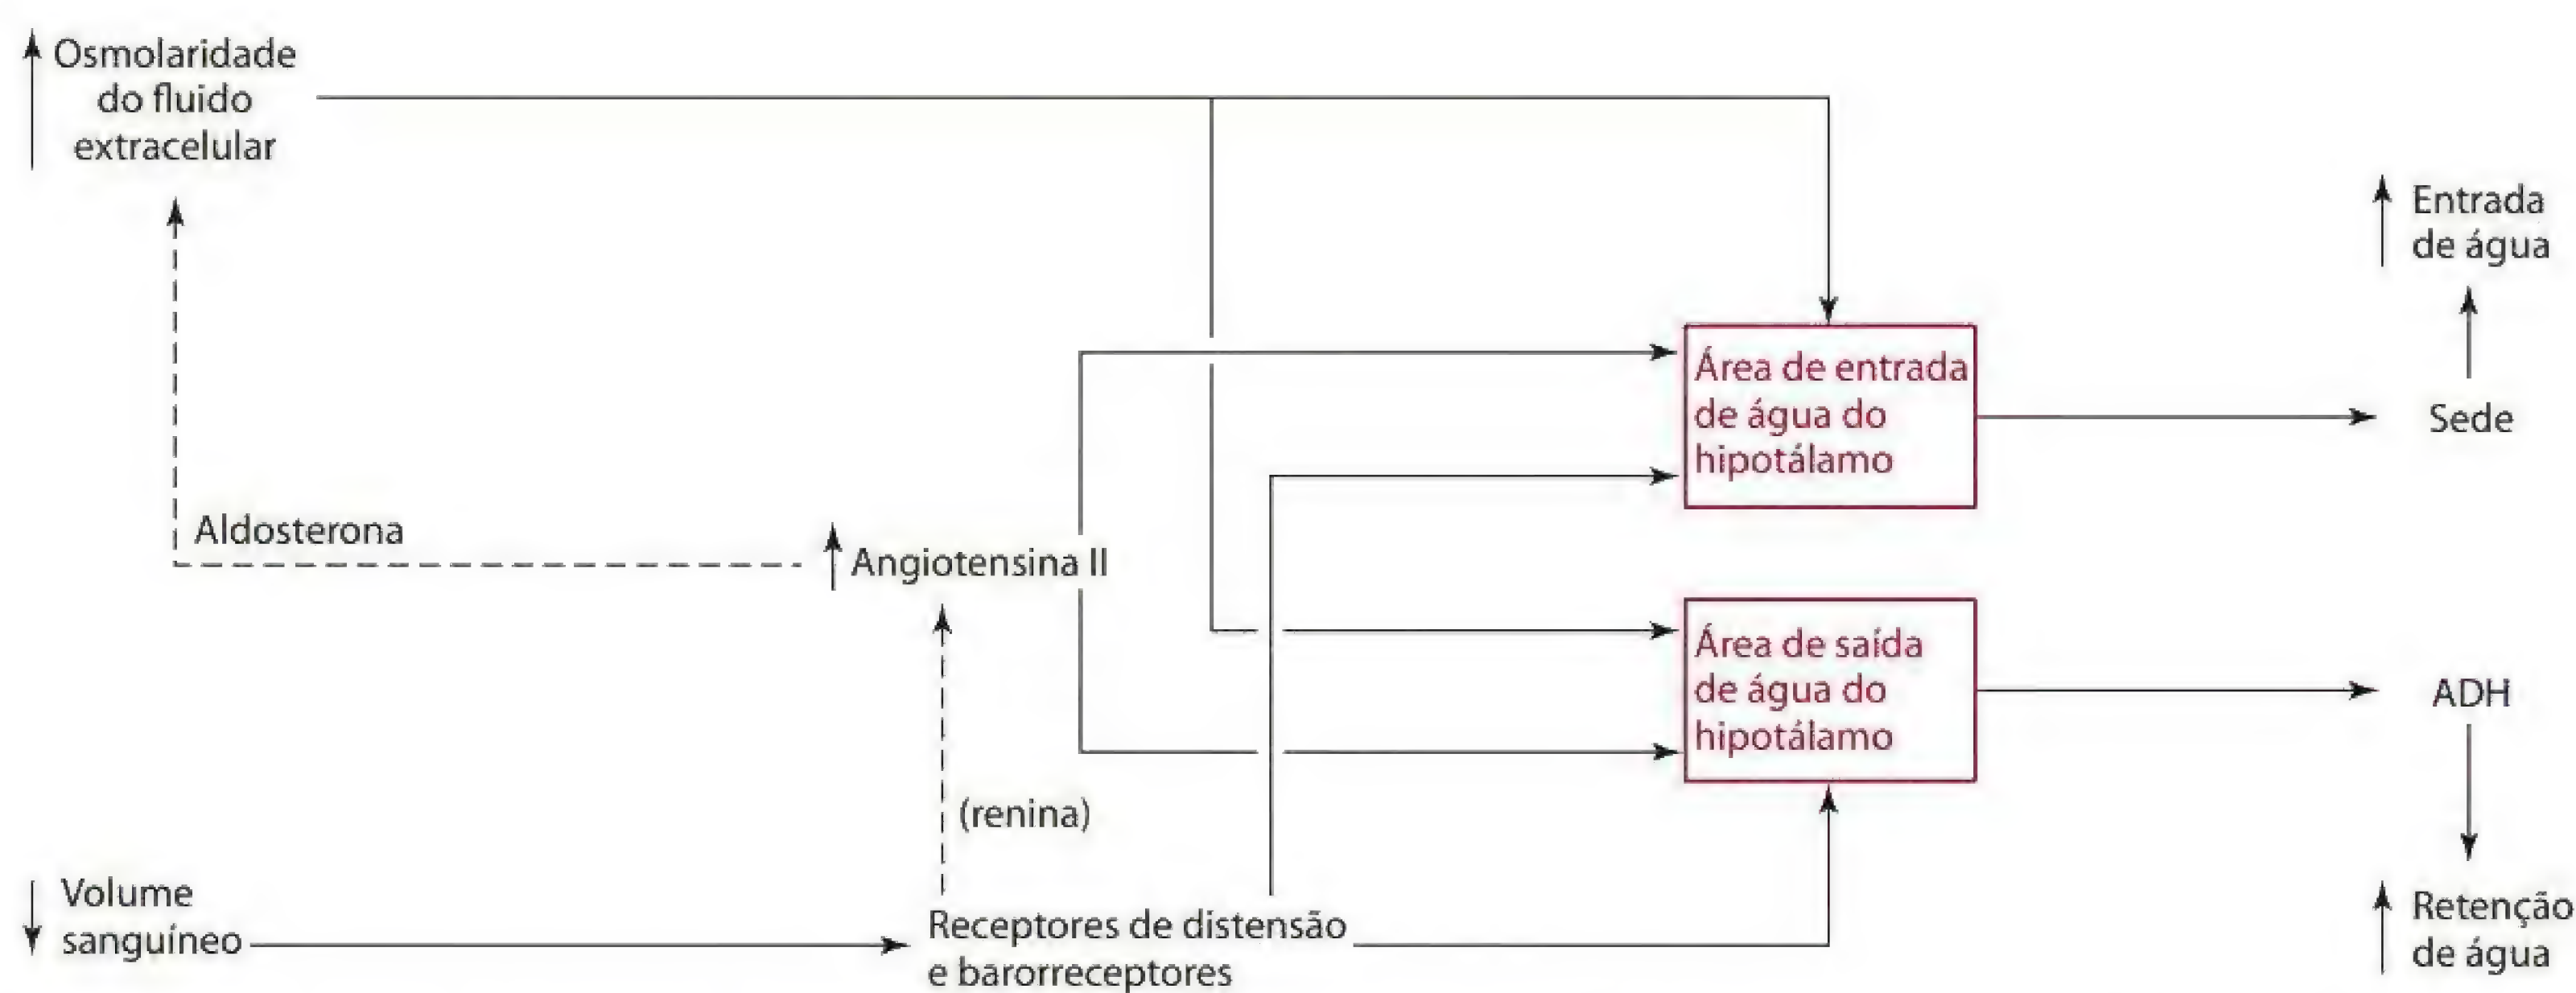 Osmolaridade
do fluido
extracelular
Entrada
de água
Área de entrada
de água do
hipotálamo
Sede
Aldosterona
Angiotensina II
Área de saída
de água do
hipotálamo
ADH
(renina)
Volume
sanguíneo
Receptores de distensão
e barorreceptores
Retenção
de água